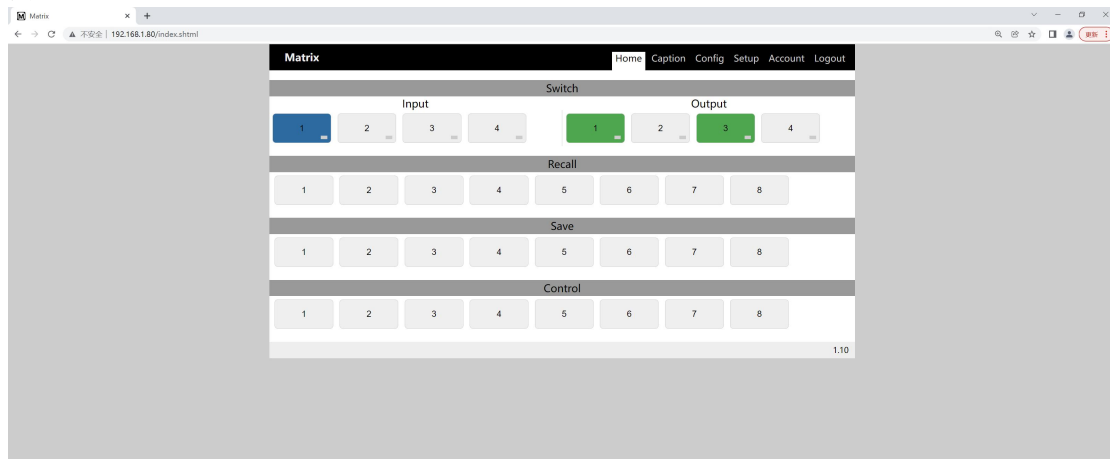 Matrix
不安全 | 192.168.1.80/index.shtml
更新
Matrix Home Caption Config Setup Account Logout
Switch
Input Output
1 2 3 4 1 2 3 4
Recall
1 2 3 4 5 6 7 8
Save
1 2 3 4 5 6 7 8
Control
1 2 3 4 5 6 7 8
1.10